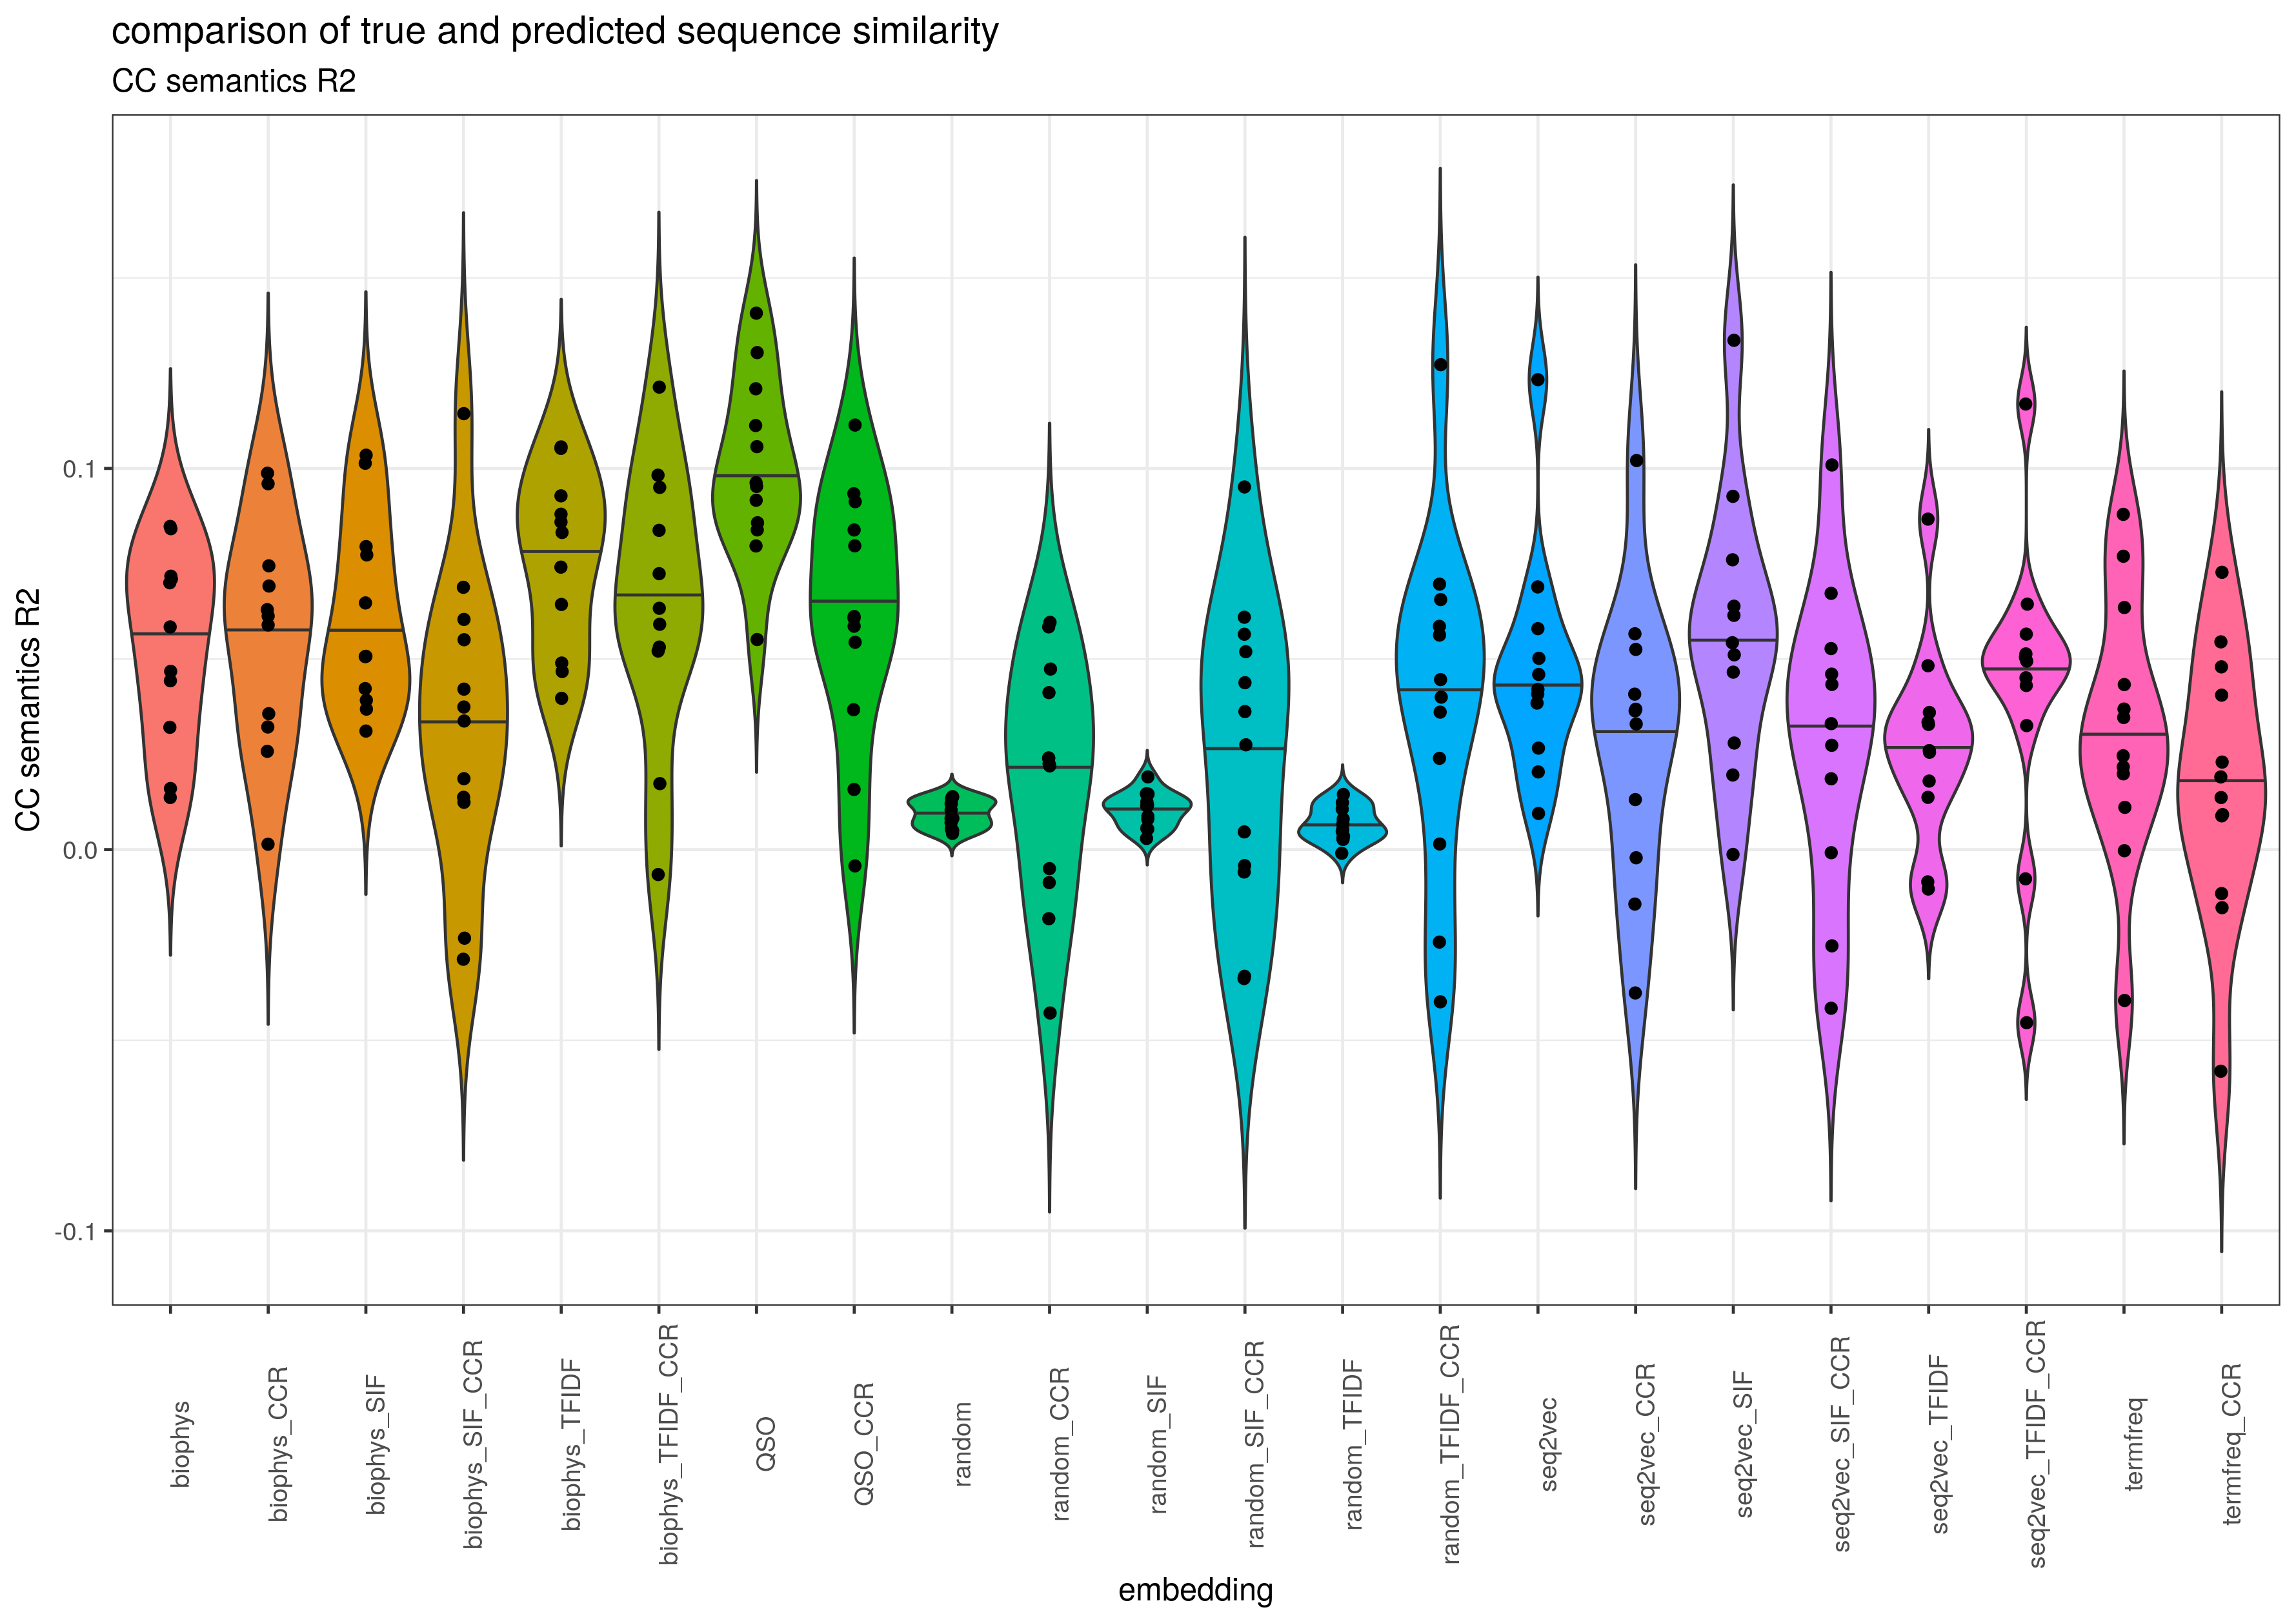 comparison of true and predicted sequence similarity
CC semantics R2
CC semantics R2
0.1
0.0
-0.1
biophys
biophys_CCR
biophys_SIF
biophys_SIF_CCR
biophys_TFIDF
biophys_TFIDF_CCR
QSO
QSO_CCR
random
random_CCR
random_SIF
random_SIF_CCR
random_TFIDF
random_TFIDF_CCR
seq2vec
seq2vec_CCR
seq2vec_SIF
seq2vec_SIF_CCR
seq2vec_TFIDF
seq2vec_TFIDF_CCR
termfreq
termfreq_CCR
embedding